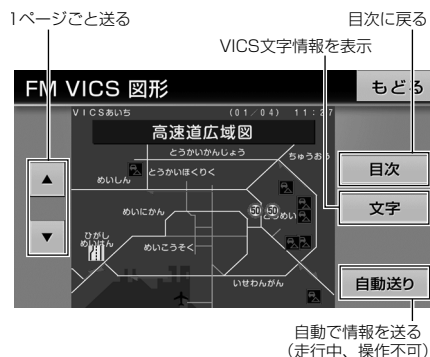 1ページごと送る
目次に戻る
VICS文字情報を表示
FM VICS 図形
もどる
VICSあいち (01/04) 11:27
高速道広域図
とうかいかんじょう
ちゅうおう
▲
めいしん
とうかいほくりく
目次
めいにかん
50
50
とうめい
文字
▼
ひがし
めいはん
めいこうそく
いせわんがん
自動送り
自動で情報を送る
(走行中、操作不可)